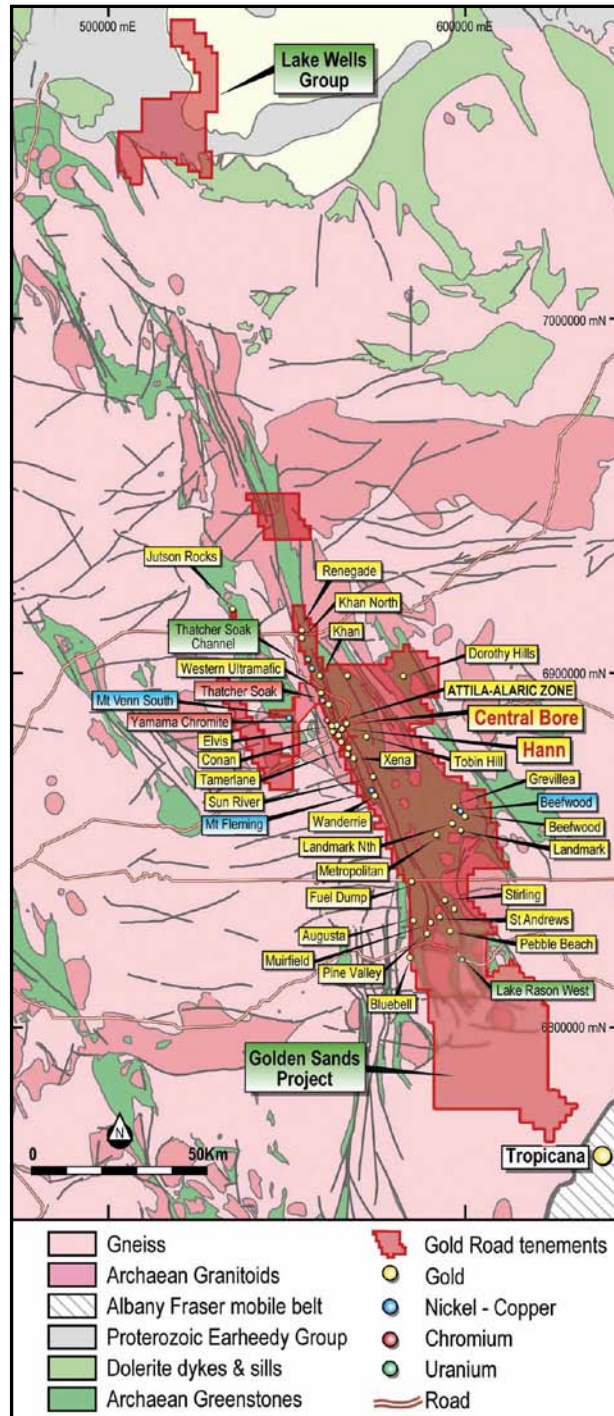 500000 mE
600000 mE
Lake Wells
Group
7000000 mN
Jutson Rocks
Renegade
Khan North
Thatcher Soak
Channel
Khan
Western Ultramafic
Dorothy Hills
6900000 mN
Mt Venn South
Thatcher Soak
ATTILA-ALARIC ZONE
Yamama Chromite
Central Bore
Elvis
Hann
Conan
Xena
Tobin Hill
Tamerlane
Grevillea
Sun River
Beefwood
Mt Fleming
Wanderrie
Beefwood
Landmark Nth
Landmark
Metropolitan
Fuel Dump
Stirling
Augusta
St Andrews
Muirfield
Pebble Beach
Pine Valley
Lake Rason West
Bluebell
6800000 mN
Golden Sands
Project
N
0
50Km
Tropicana
Gneiss
Archaean Granitoids
Albany Fraser mobile belt
Proterozoic Earheedy Group
Dolerite dykes & sills
Archaean Greenstones
Gold Road tenements
Gold
Nickel - Copper
Chromium
Uranium
Road